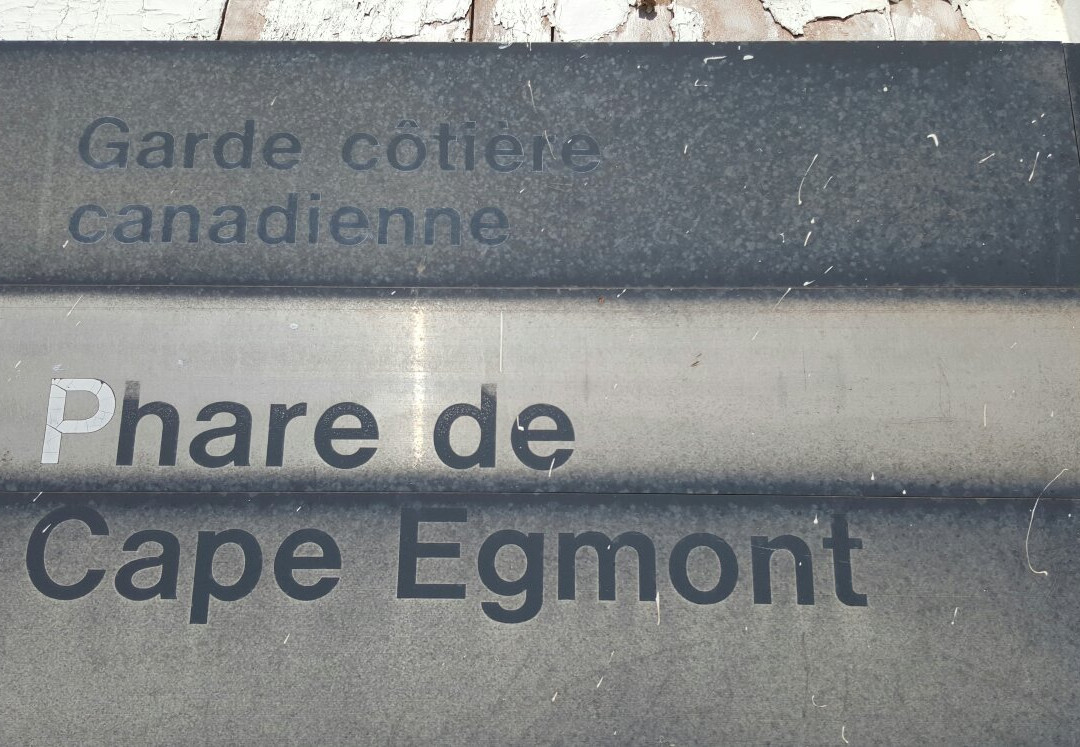 Garde côtière
canadienne
Phare de
Cape Egmont